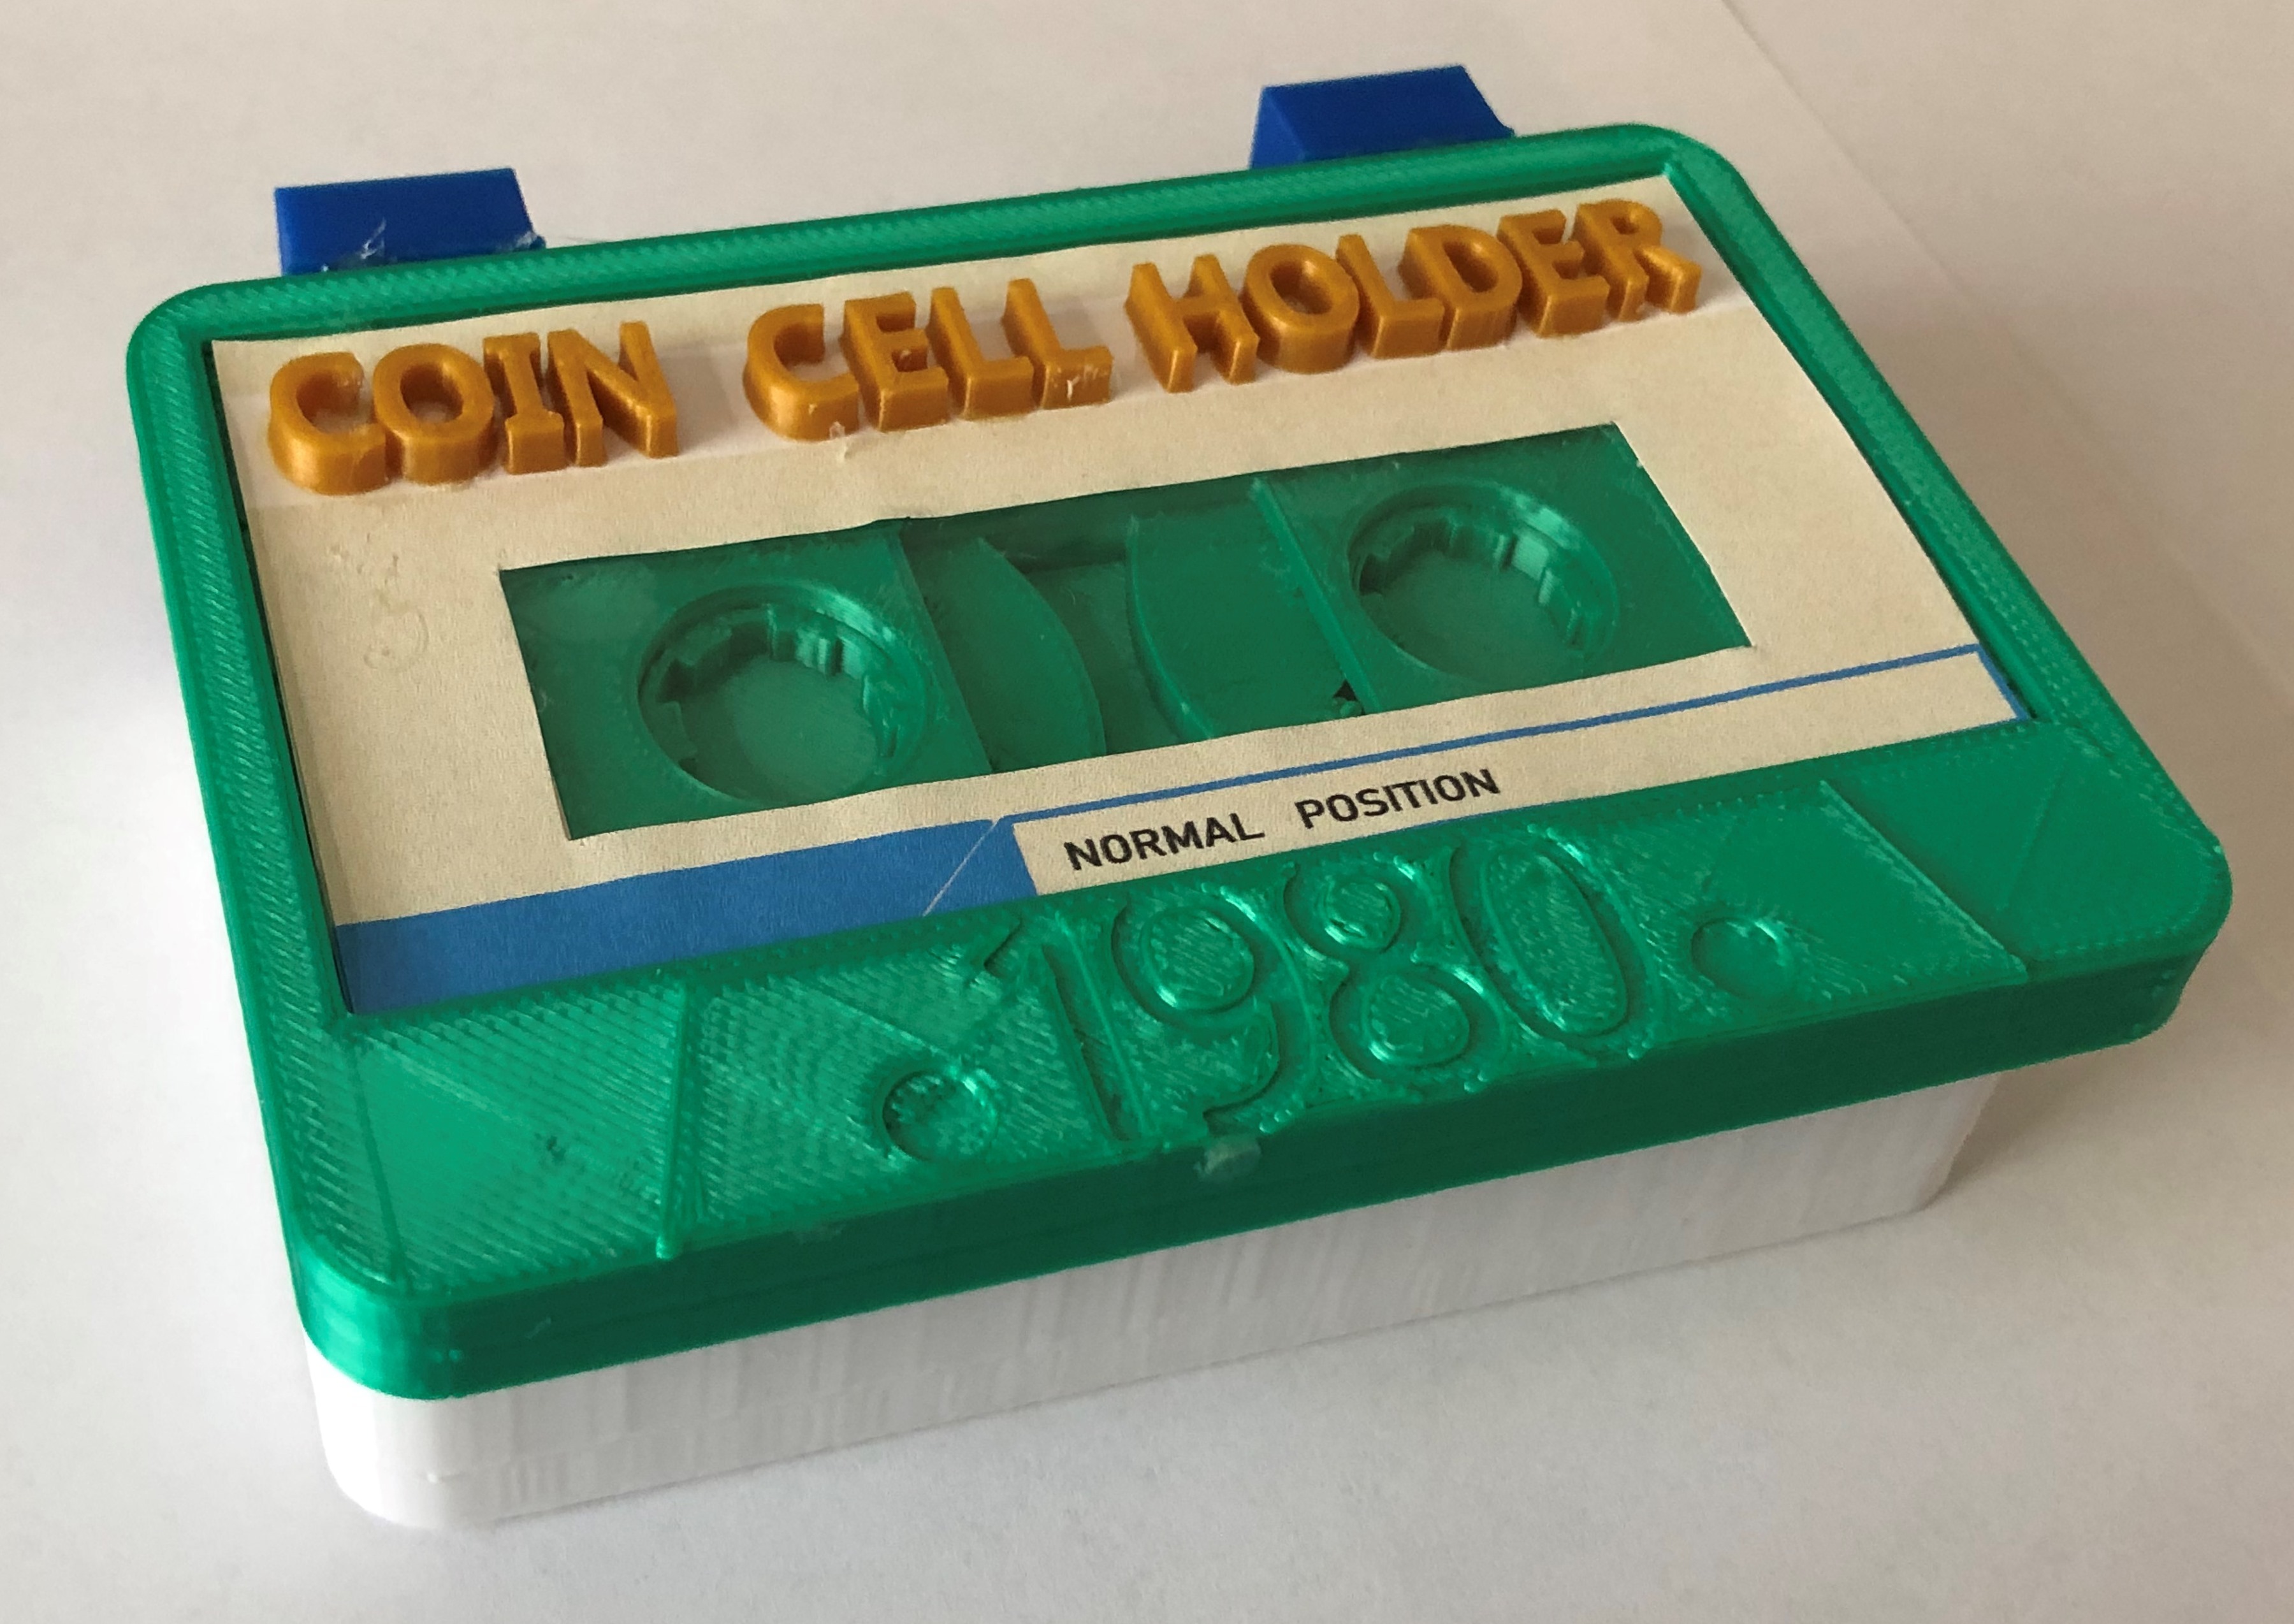 COIN CELL HOLDER
NORMAL POSITION
1980